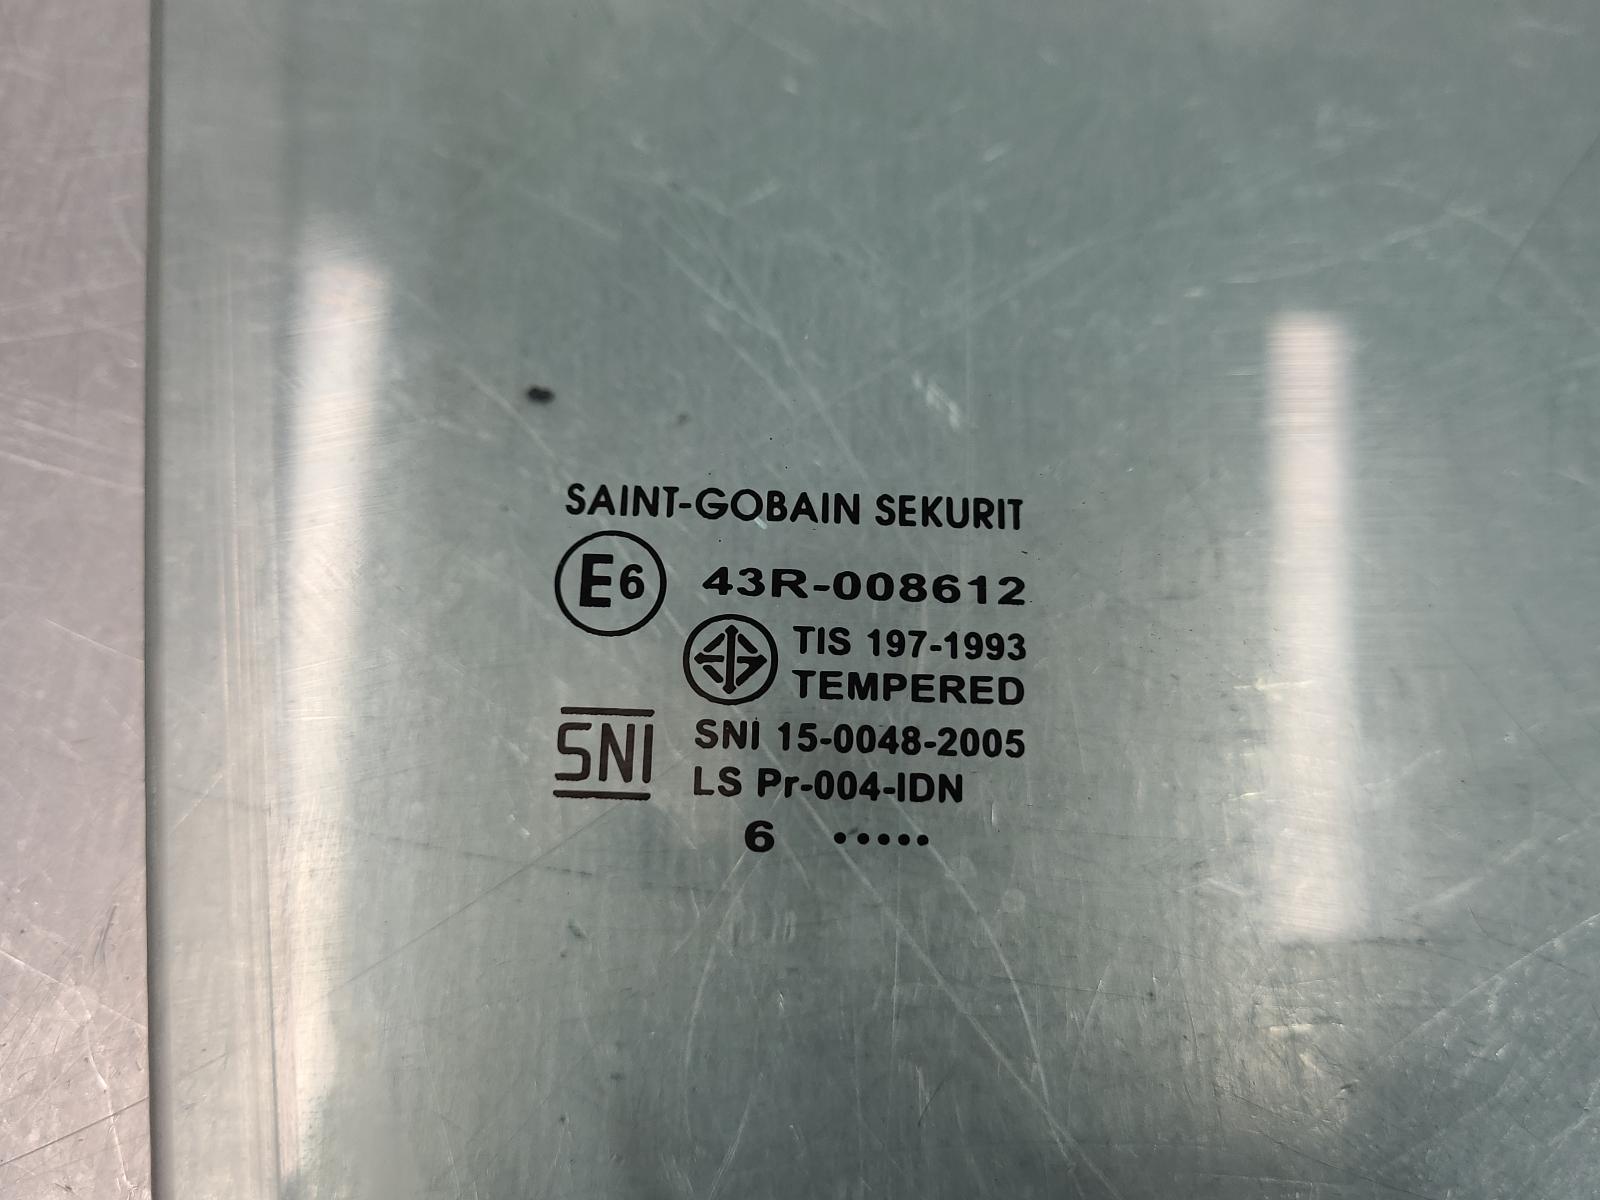 SAINT-GOBAIN SEKURIT
E6 43R-008612
TIS 197-1993
TEMPERED
SNI SNI 15-0048-2005
LS Pr-004-IDN
6 •••••